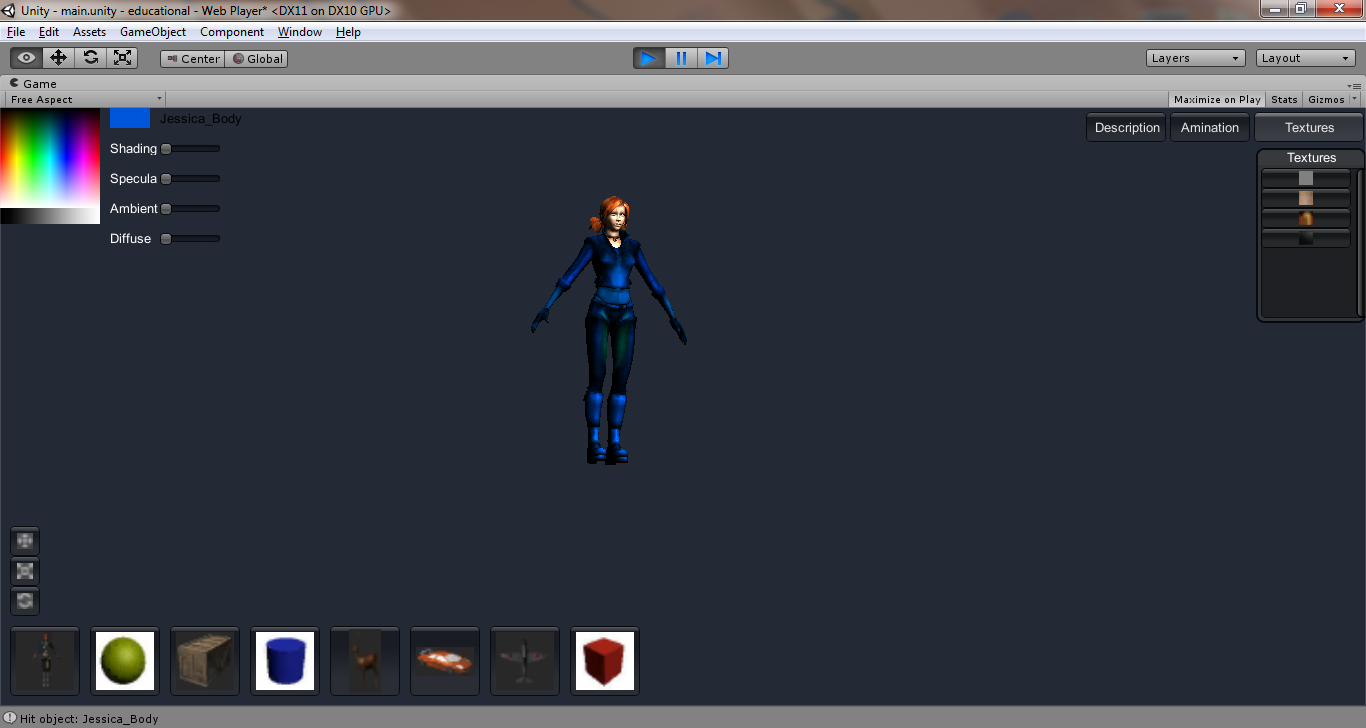 Unity - main.unity - educational - Web Player* <DX11 on DX10 GPU>
File Edit Assets GameObject Component Window Help
Center Global Layers Layout
Game
Free Aspect Maximize on Play Stats Gizmos
Jessica_Body
Description Amination Textures
Shading
Textures
Specula
Ambient
Diffuse
Hit object: Jessica_Body